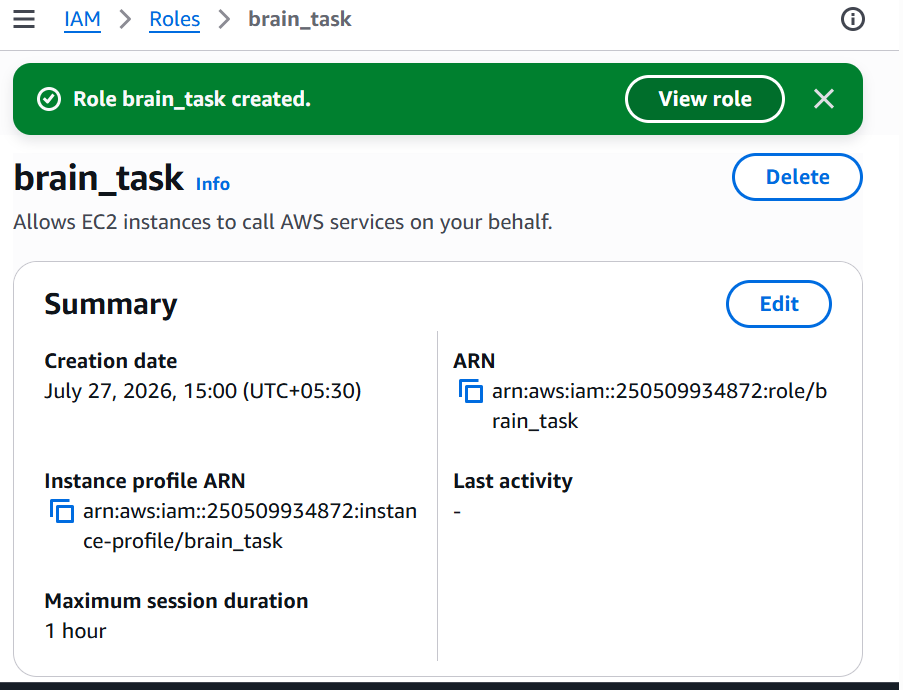 IAM > Roles > brain_task
Role brain_task created.
View role
brain_task Info
Delete
Allows EC2 instances to call AWS services on your behalf.
Summary
Edit
Creation date
July 27, 2026, 15:00 (UTC+05:30)
ARN
arn:aws:iam::250509934872:role/b
rain_task
Instance profile ARN
arn:aws:iam::250509934872:instan
ce-profile/brain_task
Last activity
-
Maximum session duration
1 hour